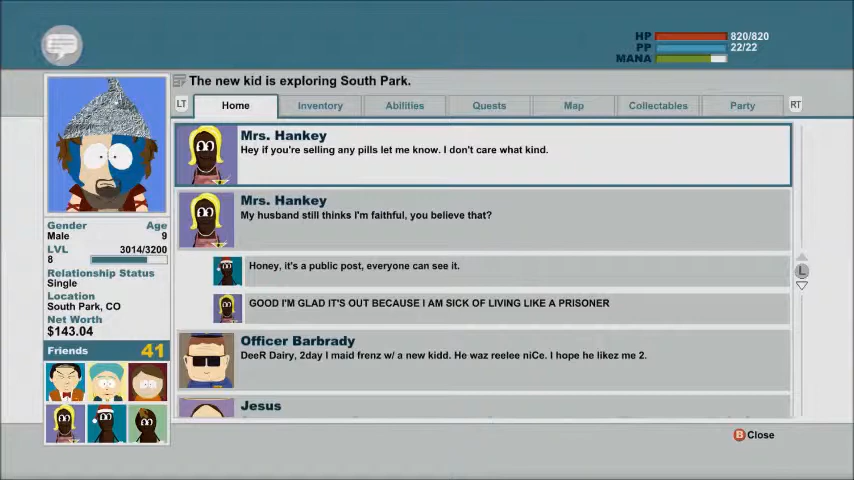 HP 820/820
PP 22/22
MANA
The new kid is exploring South Park.
LT Home Inventory Abilities Quests Map Collectables Party RT
Mrs. Hankey
Hey if you're selling any pills let me know. I don't care what kind.
Mrs. Hankey
My husband still thinks I'm faithful, you believe that?
Honey, it's a public post, everyone can see it.
GOOD I'M GLAD IT'S OUT BECAUSE I AM SICK OF LIVING LIKE A PRISONER
Officer Barbrady
DeeR Dairy, 2day I maid frenz w/ a new kidd. He waz reelee niCe. I hope he likez me 2.
Jesus
Gender Age
Male 9
LVL 3014/3200
8
Relationship Status
Single
Location
South Park, CO
Net Worth
$143.04
Friends 41
L
B Close